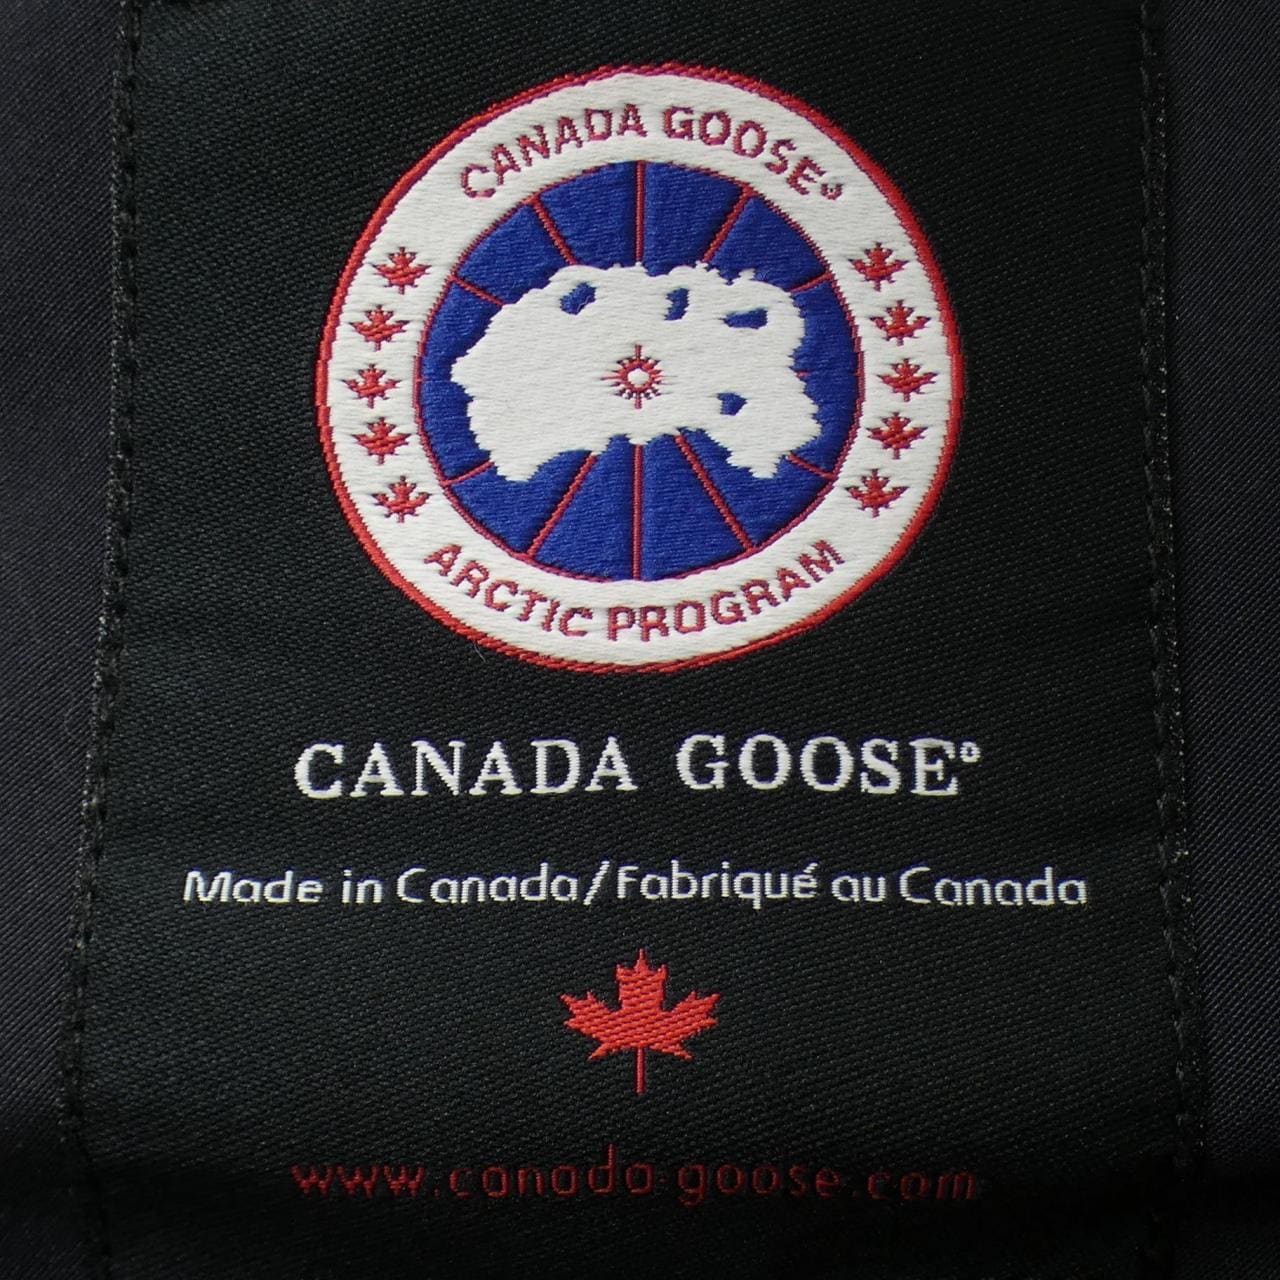 CANADA GOOSE®
ARCTIC PROGRAM
CANADA GOOSE®
Made in Canada/Fabriqué au Canada
www.canada-goose.com